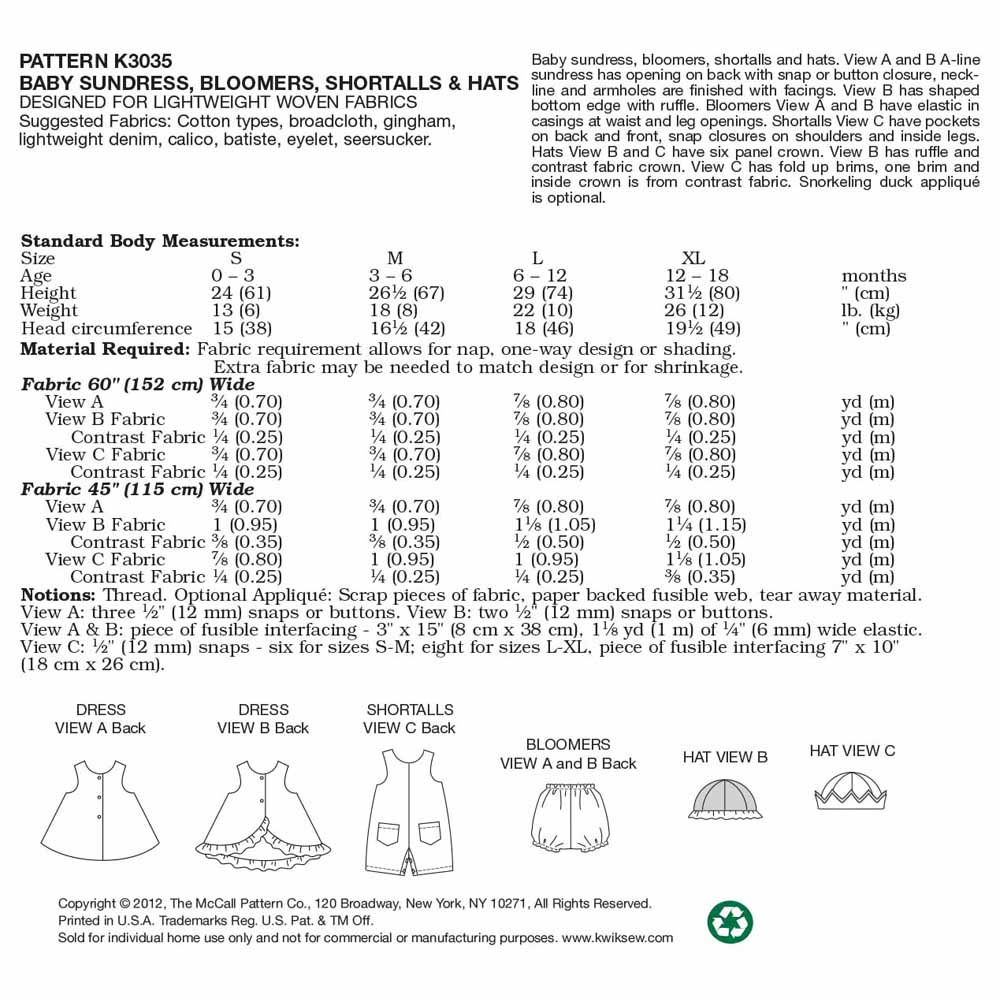 PATTERN K3035
BABY SUNDRESS, BLOOMERS, SHORTALLS & HATS
DESIGNED FOR LIGHTWEIGHT WOVEN FABRICS
Suggested Fabrics: Cotton types, broadcloth, gingham,
lightweight denim, calico, batiste, eyelet, seersucker.
Baby sundress, bloomers, shortalls and hats. View A and B A-line
sundress has opening on back with snap or button closure, neck-
line and armholes are finished with facings. View B has shaped
bottom edge with ruffle. Bloomers View A and B have elastic in
casings at waist and leg openings. Shortalls View C have pockets
on back and front, snap closures on shoulders and inside legs.
Hats View B and C have six panel crown. View B has ruffle and
contrast fabric crown. View C has fold up brims, one brim and
inside crown is from contrast fabric. Snorkeling duck appliqué
is optional.
Standard Body Measurements:
Size S M L XL
Age 0 – 3 3 – 6 6 – 12 12 – 18 months
Height 24 (61) 26½ (67) 29 (74) 31½ (80) " (cm)
Weight 13 (6) 18 (8) 22 (10) 26 (12) lb. (kg)
Head circumference 15 (38) 16½ (42) 18 (46) 19½ (49) " (cm)
Material Required: Fabric requirement allows for nap, one-way design or shading.
Extra fabric may be needed to match design or for shrinkage.
Fabric 60" (152 cm) Wide
View A ¾ (0.70) ¾ (0.70) ⅞ (0.80) ⅞ (0.80) yd (m)
View B Fabric ¾ (0.70) ¾ (0.70) ⅞ (0.80) ⅞ (0.80) yd (m)
Contrast Fabric ¼ (0.25) ¼ (0.25) ¼ (0.25) ¼ (0.25) yd (m)
View C Fabric ¾ (0.70) ¾ (0.70) ⅞ (0.80) ⅞ (0.80) yd (m)
Contrast Fabric ¼ (0.25) ¼ (0.25) ¼ (0.25) ¼ (0.25) yd (m)
Fabric 45" (115 cm) Wide
View A ¾ (0.70) ¾ (0.70) ⅞ (0.80) ⅞ (0.80) yd (m)
View B Fabric 1 (0.95) 1 (0.95) 1⅛ (1.05) 1¼ (1.15) yd (m)
Contrast Fabric ⅜ (0.35) ⅜ (0.35) ½ (0.50) ½ (0.50) yd (m)
View C Fabric ⅞ (0.80) 1 (0.95) 1 (0.95) 1⅛ (1.05) yd (m)
Contrast Fabric ¼ (0.25) ¼ (0.25) ¼ (0.25) ⅜ (0.35) yd (m)
Notions: Thread. Optional Appliqué: Scrap pieces of fabric, paper backed fusible web, tear away material.
View A: three ½" (12 mm) snaps or buttons. View B: two ½" (12 mm) snaps or buttons.
View A & B: piece of fusible interfacing - 3" x 15" (8 cm x 38 cm), 1⅛ yd (1 m) of ¼" (6 mm) wide elastic.
View C: ½" (12 mm) snaps - six for sizes S-M; eight for sizes L-XL, piece of fusible interfacing 7" x 10"
(18 cm x 26 cm).
DRESS
VIEW A Back
DRESS
VIEW B Back
SHORTALLS
VIEW C Back
BLOOMERS
VIEW A and B Back
HAT VIEW B
HAT VIEW C
Copyright © 2012, The McCall Pattern Co., 120 Broadway, New York, NY 10271, All Rights Reserved.
Printed in U.S.A. Trademarks Reg. U.S. Pat. & TM Off.
Sold for individual home use only and not for commercial or manufacturing purposes. www.kwiksew.com